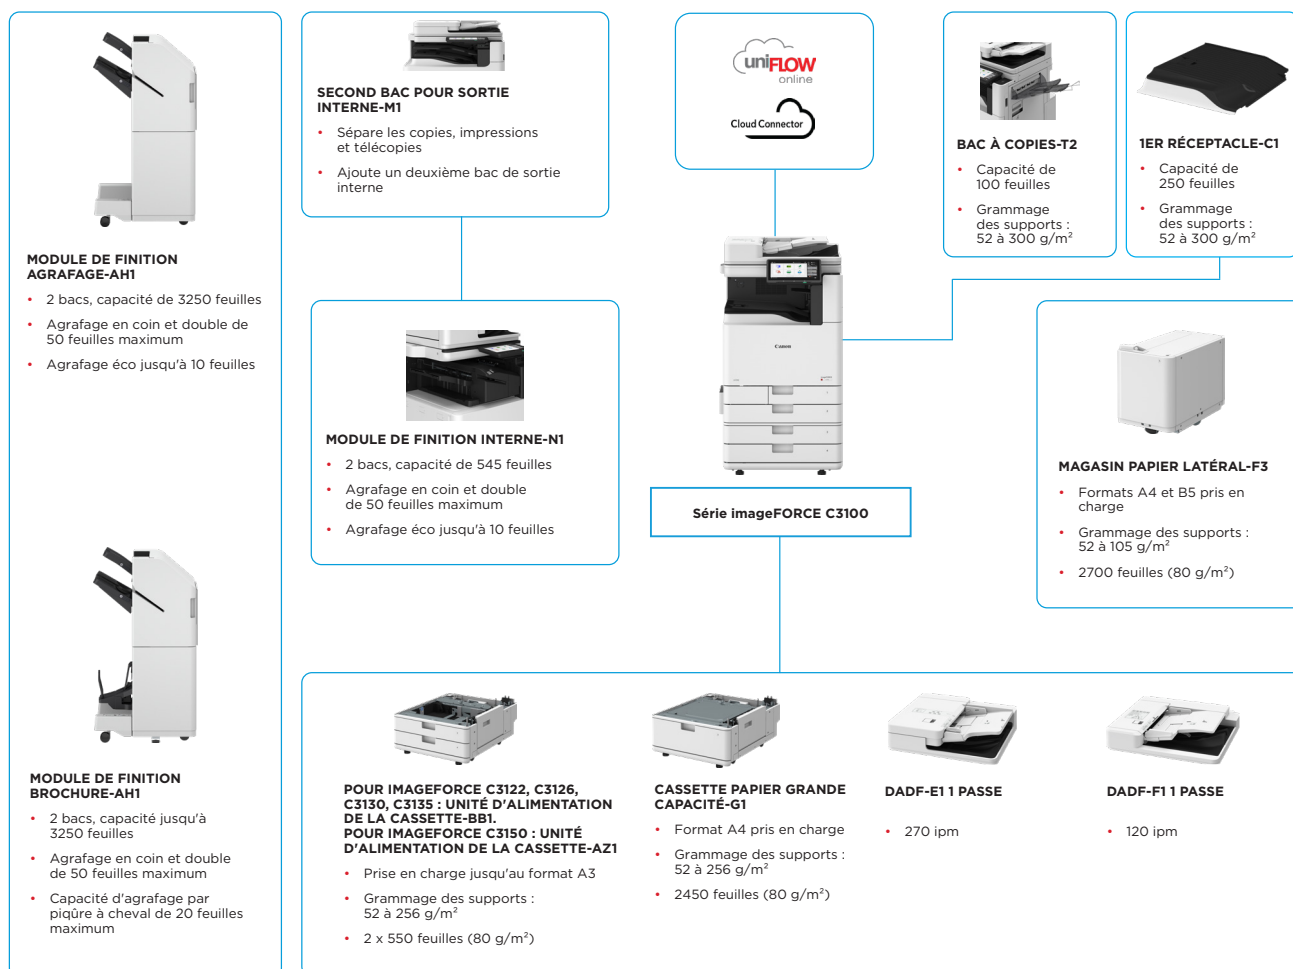 MODULE DE FINITION
AGRAFAGE-AH1
• 2 bacs, capacité de 3250 feuilles
• Agrafage en coin et double de
50 feuilles maximum
• Agrafage éco jusqu'à 10 feuilles
MODULE DE FINITION
BROCHURE-AH1
• 2 bacs, capacité jusqu'à
3250 feuilles
• Agrafage en coin et double
de 50 feuilles maximum
• Capacité d'agrafage par
piqûre à cheval de 20 feuilles
maximum
SECOND BAC POUR SORTIE
INTERNE-M1
• Sépare les copies, impressions
et télécopies
• Ajoute un deuxième bac de sortie
interne
MODULE DE FINITION INTERNE-N1
• 2 bacs, capacité de 545 feuilles
• Agrafage en coin et double
de 50 feuilles maximum
• Agrafage éco jusqu'à 10 feuilles
uniFLOW
online
Cloud Connector
Canon
Série imageFORCE C3100
BAC À COPIES-T2
• Capacité de
100 feuilles
• Grammage
des supports :
52 à 300 g/m²
1ER RÉCEPTACLE-C1
• Capacité de
250 feuilles
• Grammage
des supports :
52 à 300 g/m²
MAGASIN PAPIER LATÉRAL-F3
• Formats A4 et B5 pris en
charge
• Grammage des supports :
52 à 105 g/m²
• 2700 feuilles (80 g/m²)
POUR IMAGEFORCE C3122, C3126,
C3130, C3135 : UNITÉ D'ALIMENTATION
DE LA CASSETTE-BB1.
POUR IMAGEFORCE C3150 : UNITÉ
D'ALIMENTATION DE LA CASSETTE-AZ1
• Prise en charge jusqu'au format A3
• Grammage des supports :
52 à 256 g/m²
• 2 x 550 feuilles (80 g/m²)
CASSETTE PAPIER GRANDE
CAPACITÉ-G1
• Format A4 pris en charge
• Grammage des supports :
52 à 256 g/m²
• 2450 feuilles (80 g/m²)
DADF-E1 1 PASSE
• 270 ipm
DADF-F1 1 PASSE
• 120 ipm